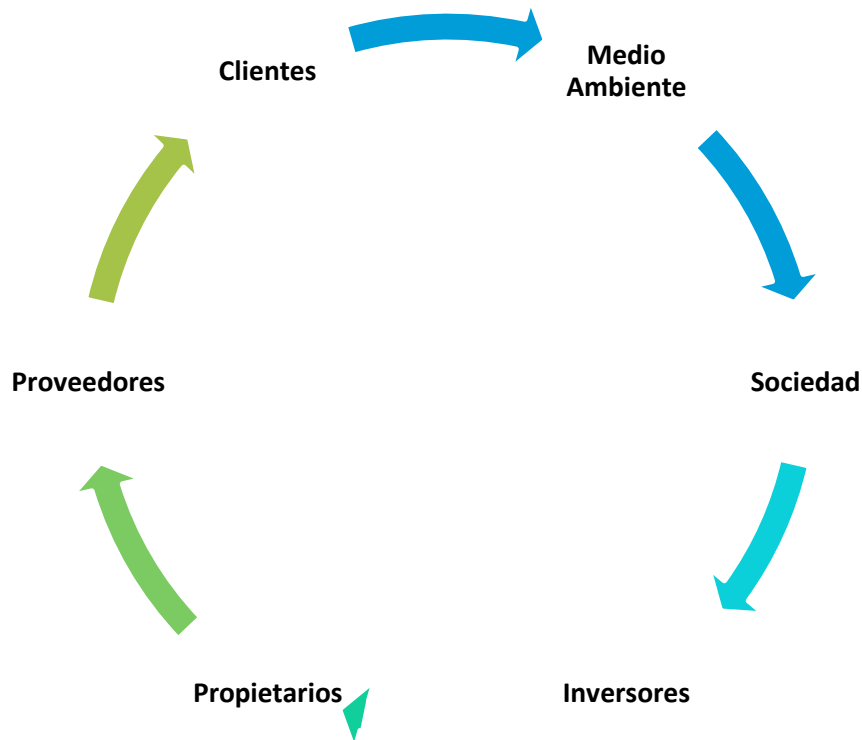 Clientes
Medio
Ambiente
Proveedores
Sociedad
Propietarios
Inversores